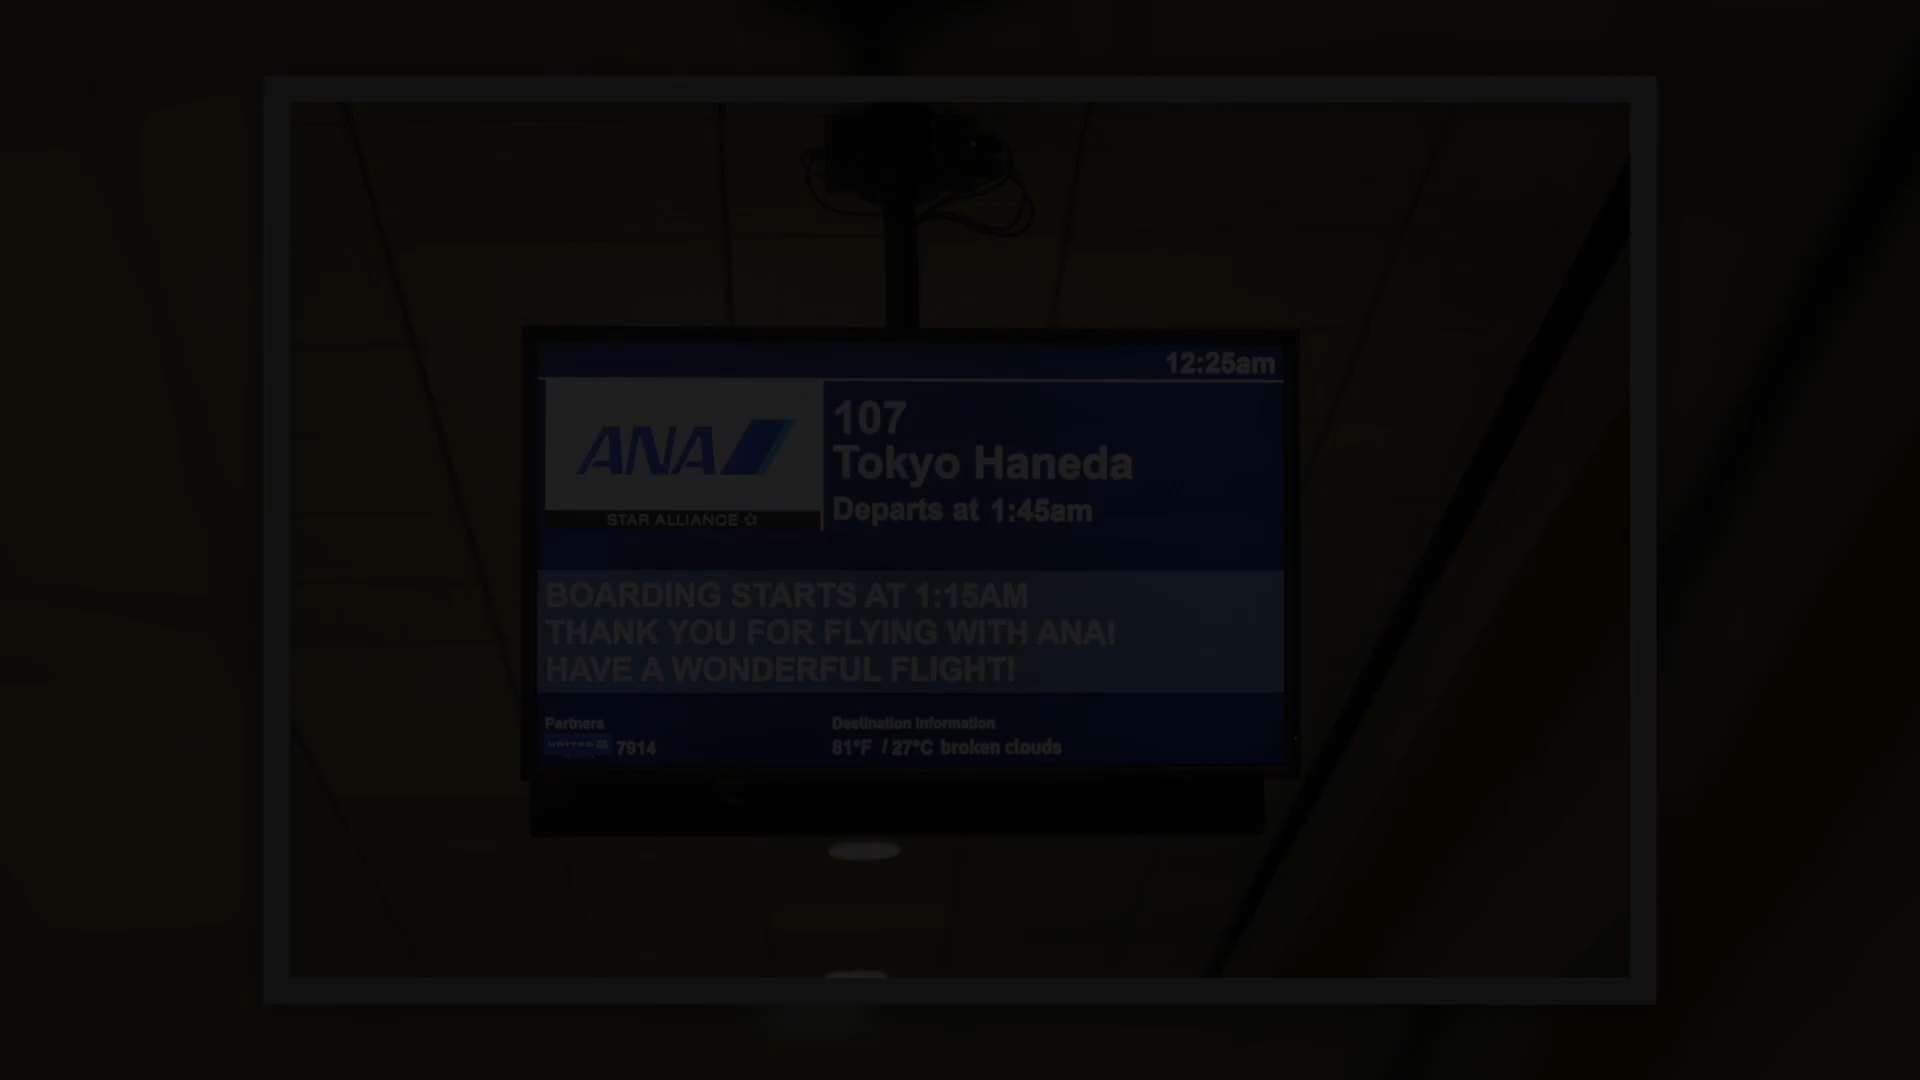 12:25am
ANA
STAR ALLIANCE
107
Tokyo Haneda
Departs at 1:45am
BOARDING STARTS AT 1:15AM
THANK YOU FOR FLYING WITH ANA!
HAVE A WONDERFUL FLIGHT!
Partners
UNITED 7914
Destination Information
81°F / 27°C broken clouds